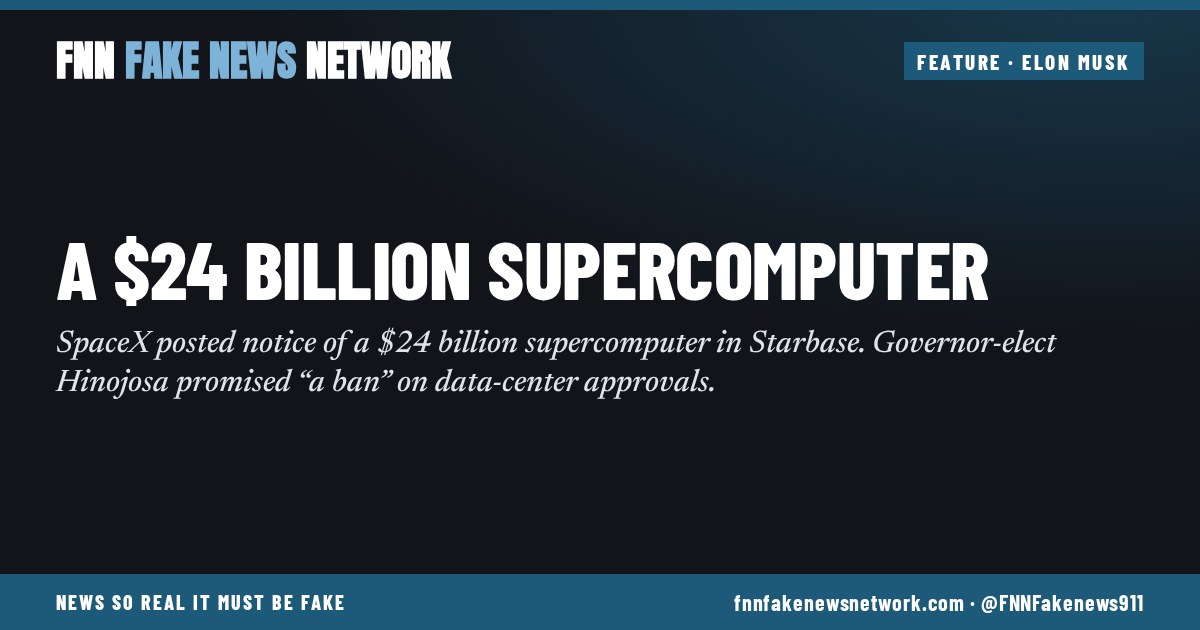 FNN FAKE NEWS NETWORK
FEATURE · ELON MUSK
A $24 BILLION SUPERCOMPUTER
SpaceX posted notice of a $24 billion supercomputer in Starbase. Governor-elect
Hinojosa promised “a ban” on data-center approvals.
NEWS SO REAL IT MUST BE FAKE
fnnfakenewsnetwork.com · @FNNFakenews911